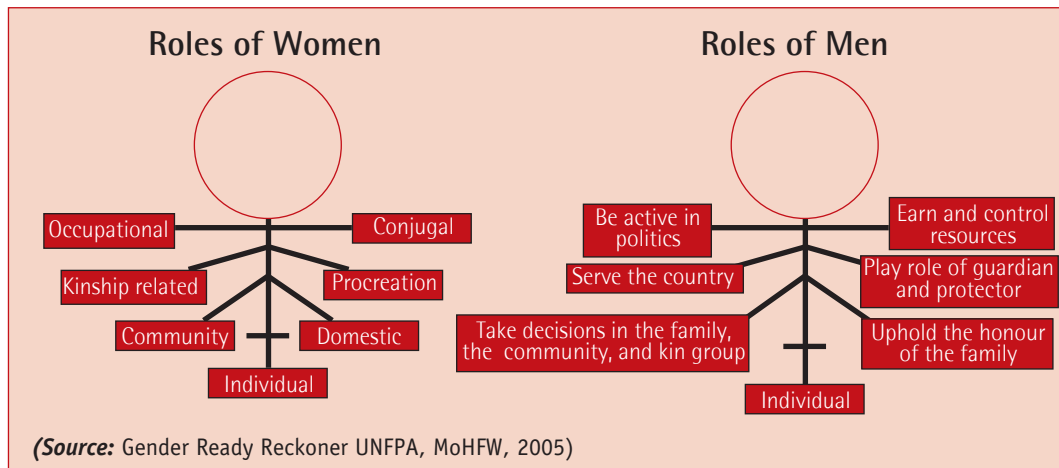 Roles of Women
Occupational
Conjugal
Kinship related
Procreation
Community
Domestic
Individual
Roles of Men
Be active in
politics
Earn and control
resources
Serve the country
Play role of guardian
and protector
Take decisions in the family,
the community, and kin group
Uphold the honour
of the family
Individual
(Source: Gender Ready Reckoner UNFPA, MoHFW, 2005)